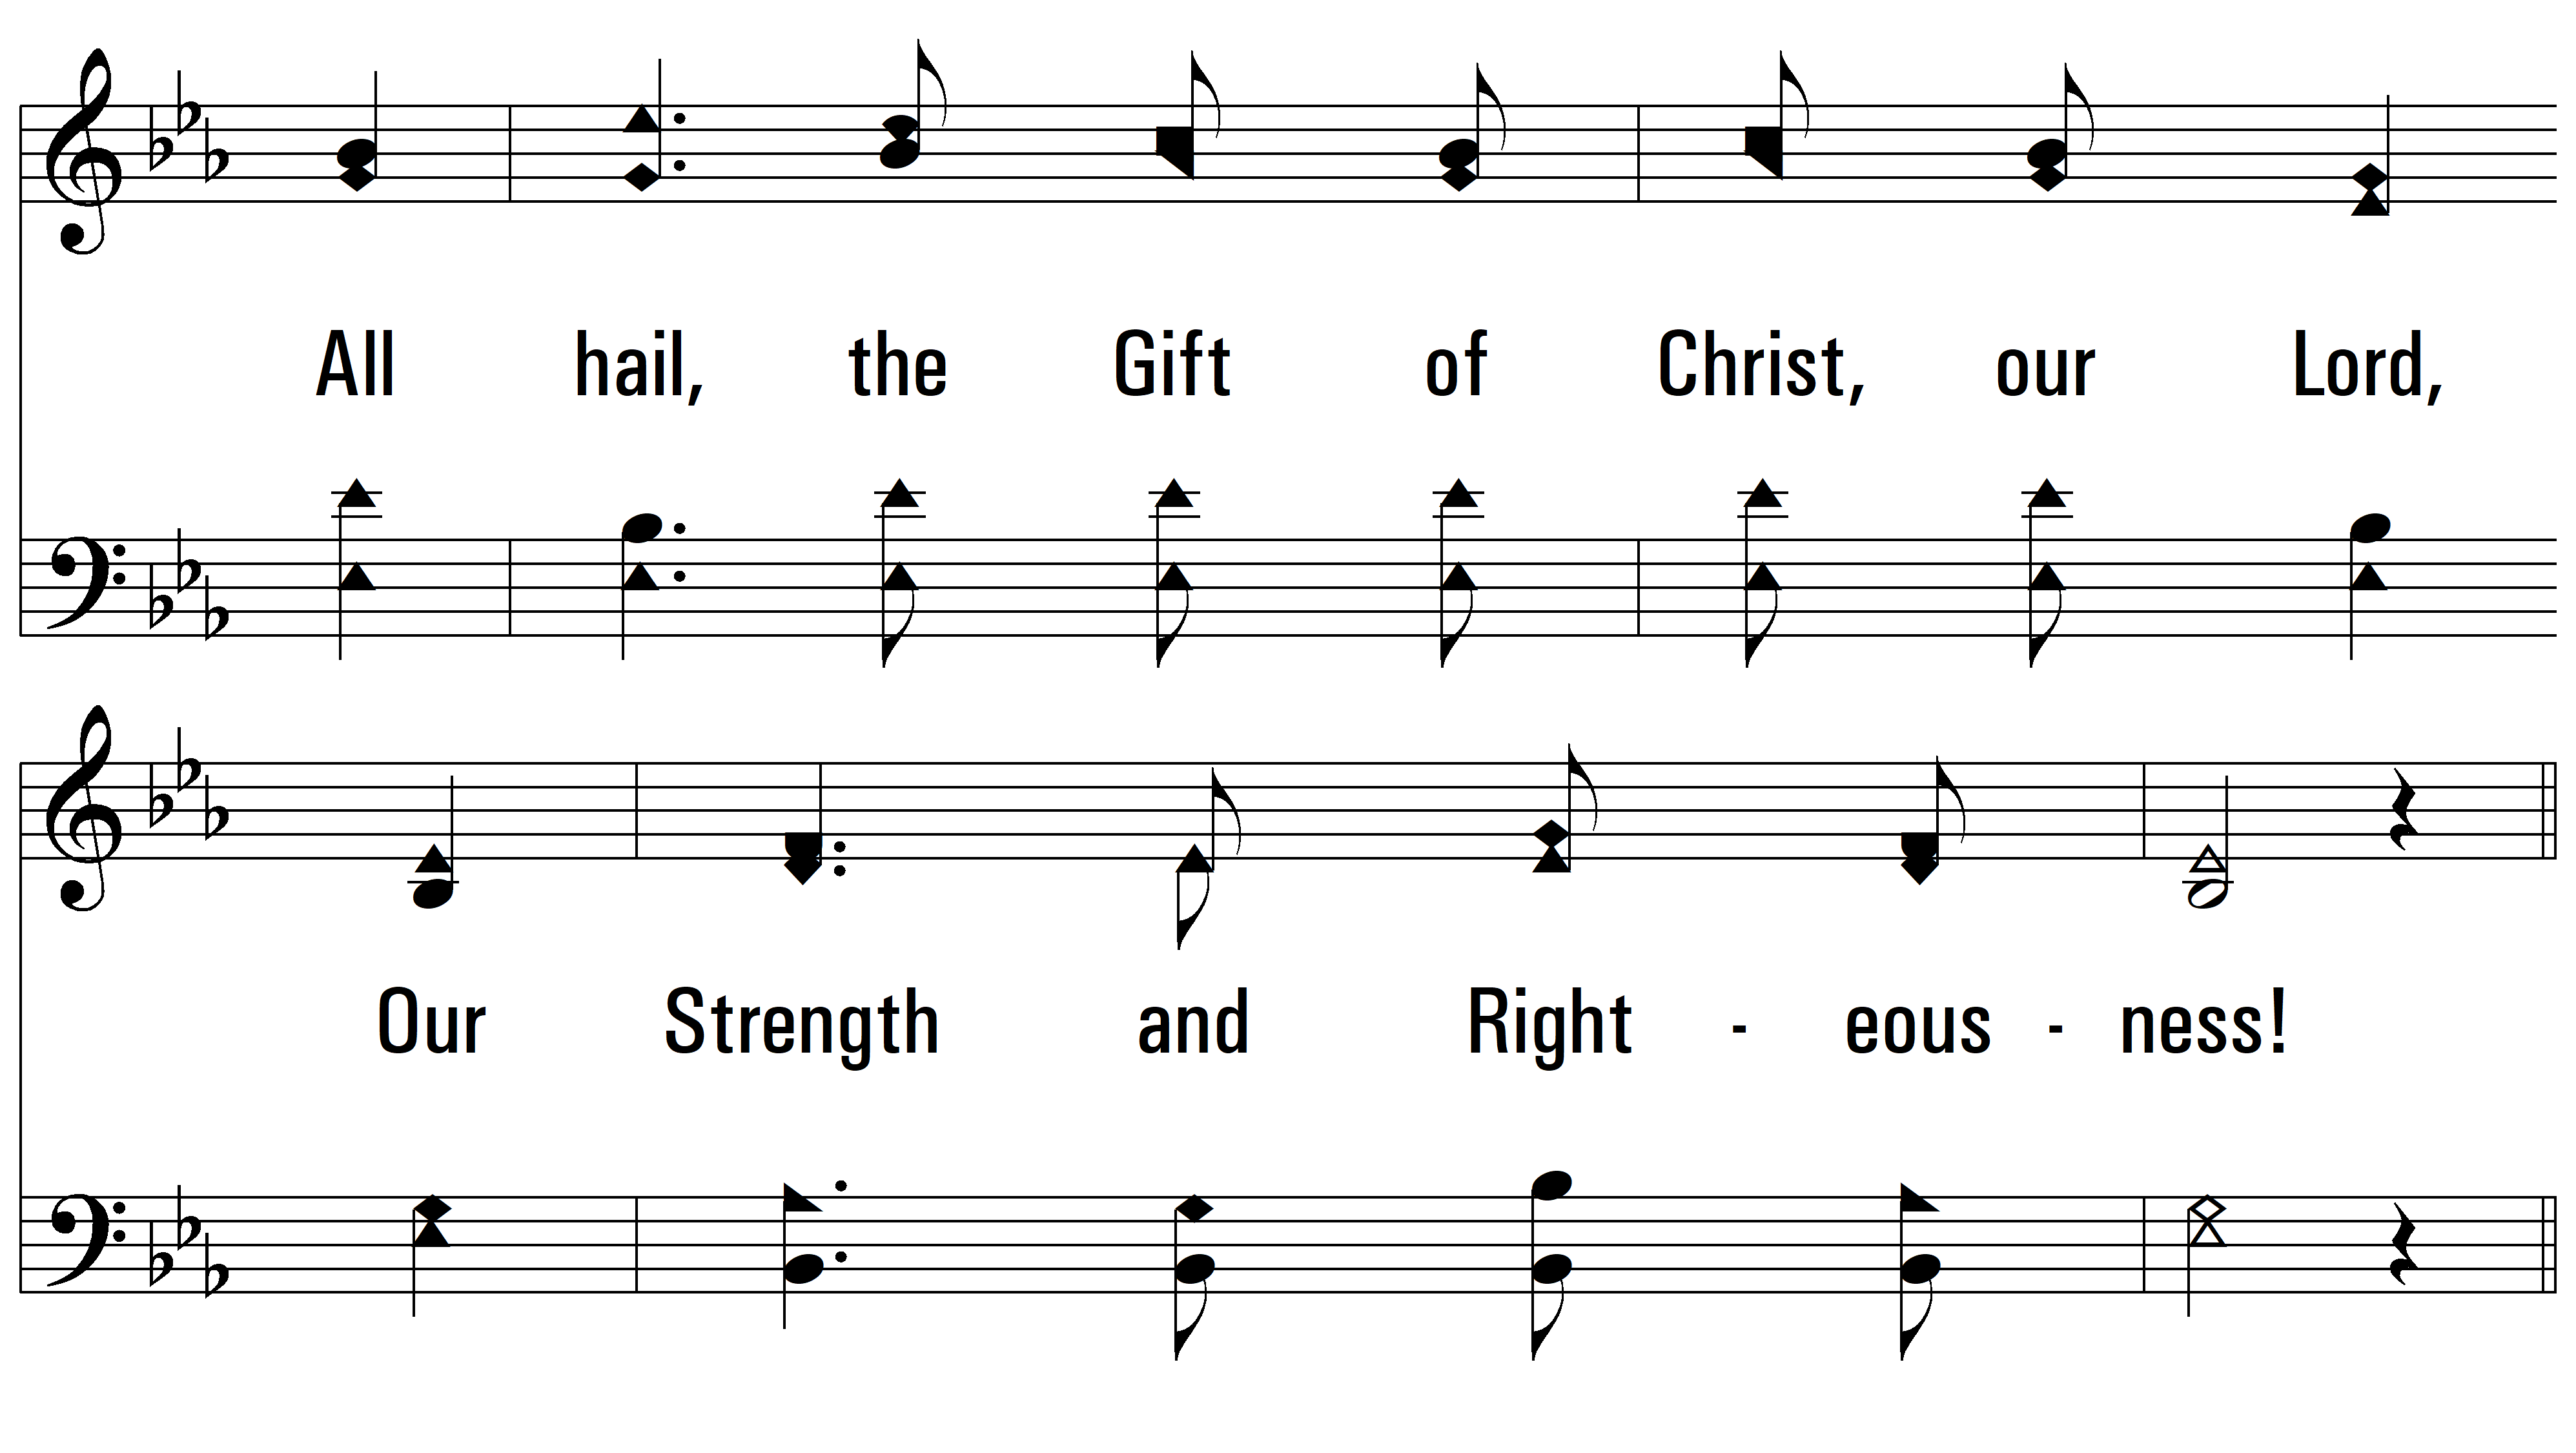 All hail, the Gift of Christ, our Lord,
Our Strength and Right - eous - ness!